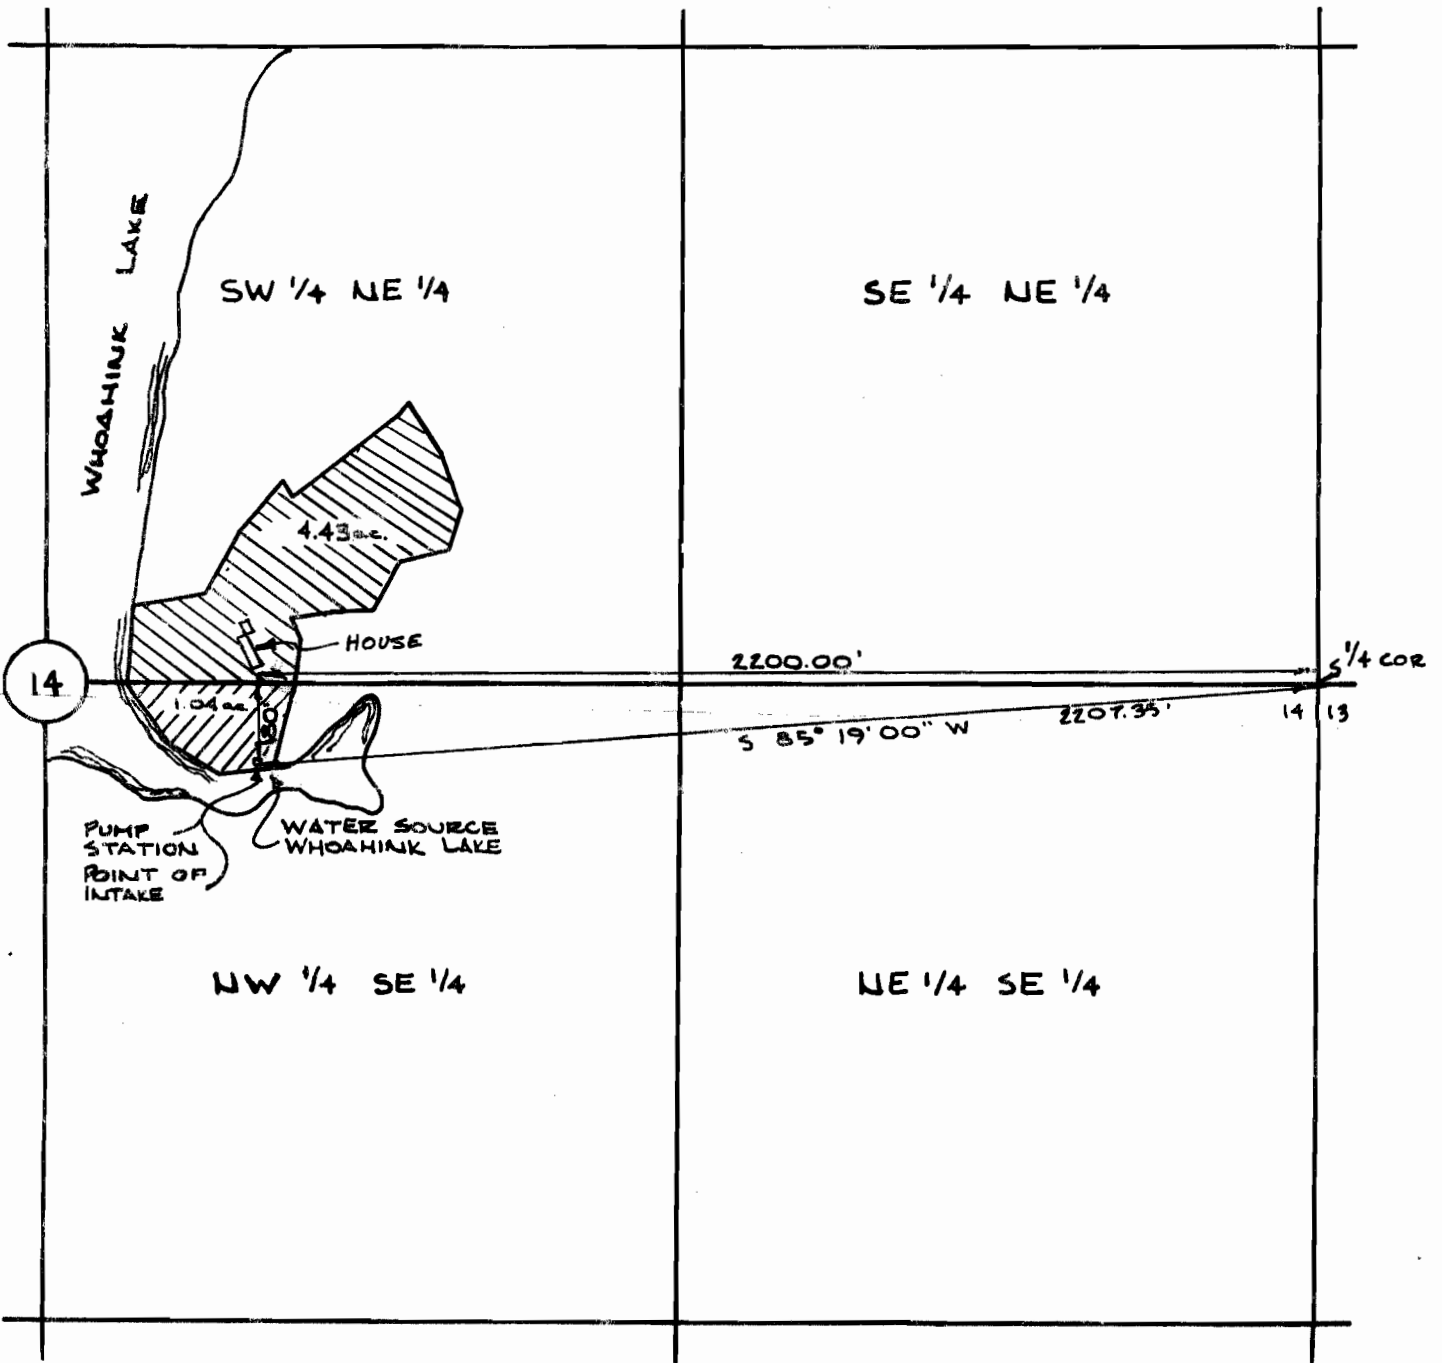 WHOAHINK LAKE
SW 1/4 NE 1/4
SE 1/4 NE 1/4
4.43 ac.
HOUSE
14
2200.00'
S 1/4 COR
1.04 ac.
180'
S 85° 19' 00" W
2207.35'
14 13
PUMP
STATION
POINT OF
INTAKE
WATER SOURCE
WHOAHINK LAKE
NW 1/4 SE 1/4
NE 1/4 SE 1/4